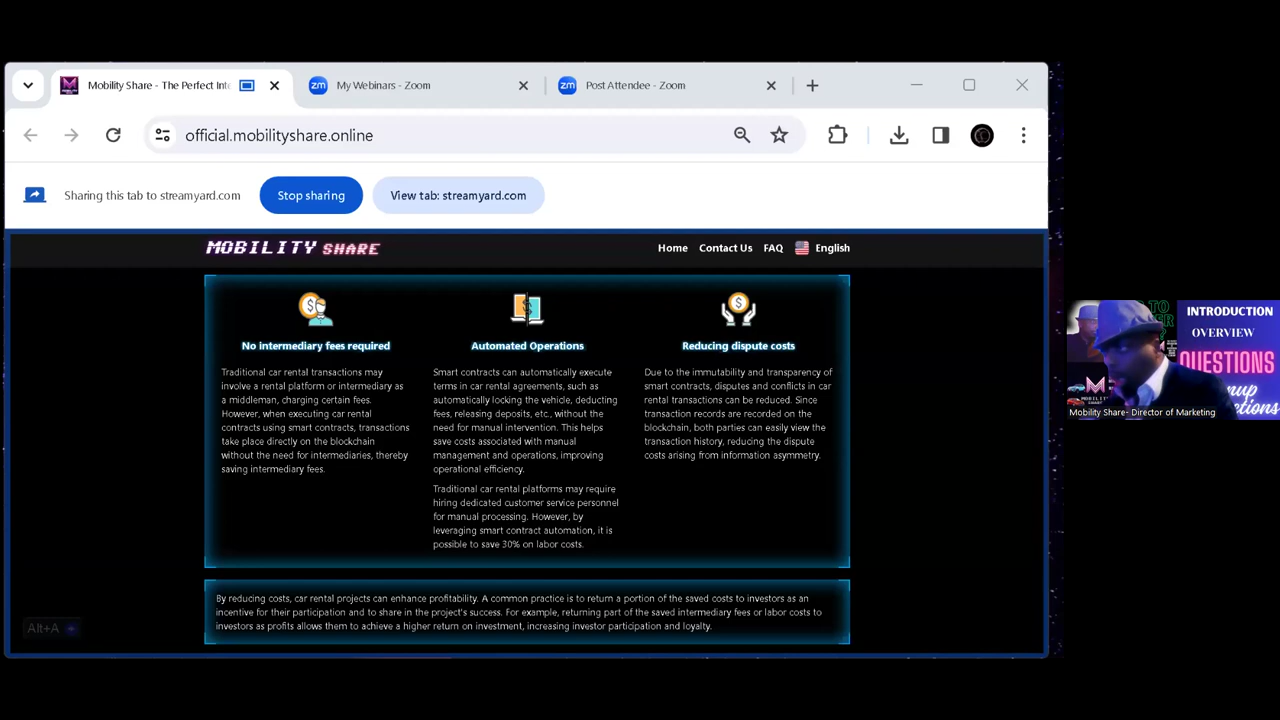 Mobility Share - The Perfect Inte
My Webinars - Zoom
Post Attendee - Zoom
official.mobilityshare.online
Sharing this tab to streamyard.com
Stop sharing
View tab: streamyard.com
MOBILITY SHARE
Home
Contact Us
FAQ
English
No intermediary fees required
Traditional car rental transactions may
involve a rental platform or intermediary as
a middleman, charging certain fees.
However, when executing car rental
contracts using smart contracts, transactions
take place directly on the blockchain
without the need for intermediaries, thereby
saving intermediary fees.
Automated Operations
Smart contracts can automatically execute
terms in car rental agreements, such as
automatically locking the vehicle, deducting
fees, releasing deposits, etc., without the
need for manual intervention. This helps
save costs associated with manual
management and operations, improving
operational efficiency.
Traditional car rental platforms may require
hiring dedicated customer service personnel
for manual processing. However, by
leveraging smart contract automation, it is
possible to save 30% on labor costs.
Reducing dispute costs
Due to the immutability and transparency of
smart contracts, disputes and conflicts in car
rental transactions can be reduced. Since
transaction records are recorded on the
blockchain, both parties can easily view the
transaction history, reducing the dispute
costs arising from information asymmetry.
By reducing costs, car rental projects can enhance profitability. A common practice is to return a portion of the saved costs to investors as an
incentive for their participation and to share in the project's success. For example, returning part of the saved intermediary fees or labor costs to
investors as profits allows them to achieve a higher return on investment, increasing investor participation and loyalty.
Alt+A
TO
INTRODUCTION
OVERVIEW
QUESTIONS
Mobility Share- Director of Marketing